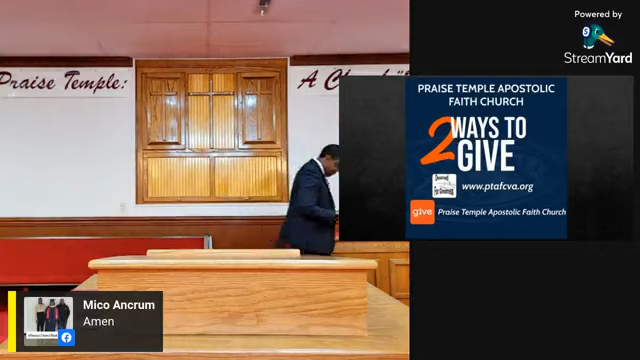 Powered by
StreamYard
Praise Temple:
A
PRAISE TEMPLE APOSTOLIC
FAITH CHURCH
2 WAYS TO
GIVE
www.ptafcva.org
give Praise Temple Apostolic Faith Church
Mico Ancrum
Amen